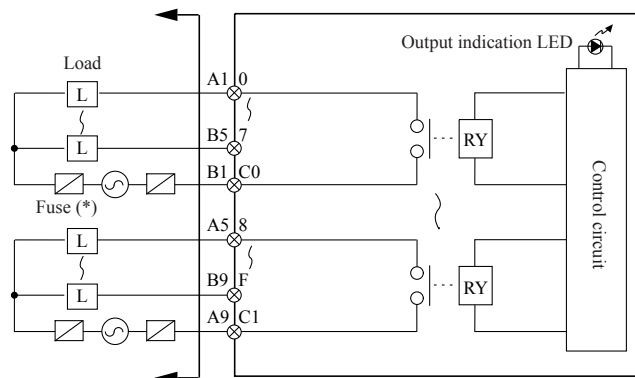 Output indication LED
Load
A1 0
L
B5 7
L
RY
B1 C0
Fuse (*)
A5 8
L
Control circuit
B9 F
L
RY
A9 C1